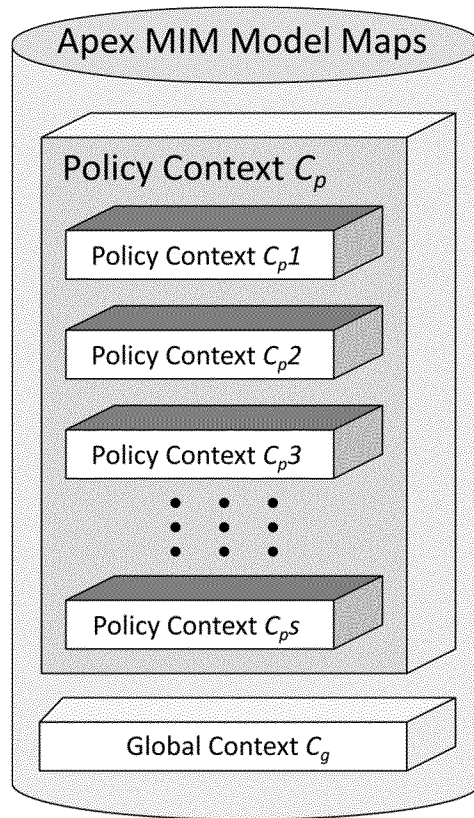 Apex MIM Model Maps
Policy Context Cp
Policy Context Cp1
Policy Context Cp2
Policy Context Cp3
Policy Context Cps
Global Context Cg